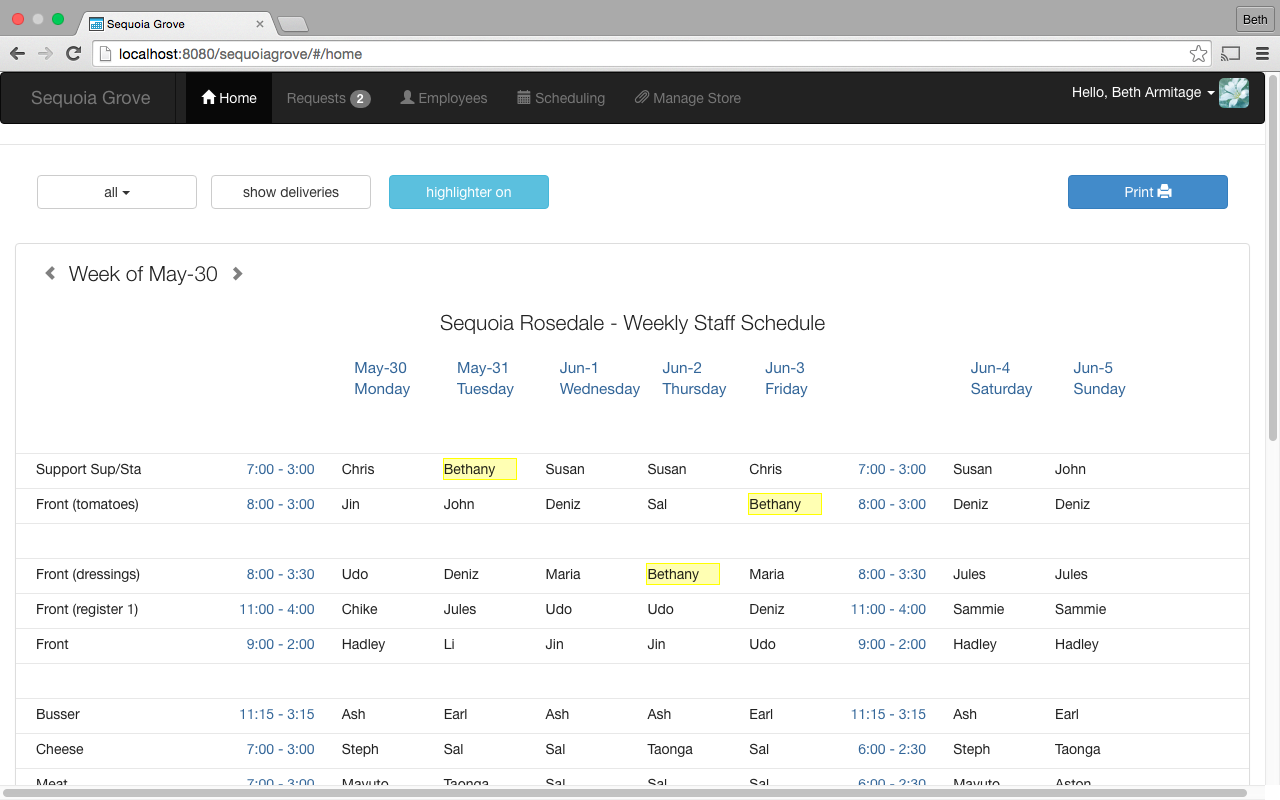 Sequoia Grove
Beth
localhost:8080/sequoiagrove/#/home
Sequoia Grove Home Requests 2 Employees Scheduling Manage Store Hello, Beth Armitage
all show deliveries highlighter on Print
Week of May-30
Sequoia Rosedale - Weekly Staff Schedule
May-30 May-31 Jun-1 Jun-2 Jun-3 Jun-4 Jun-5
Monday Tuesday Wednesday Thursday Friday Saturday Sunday
Support Sup/Sta 7:00 - 3:00 Chris Bethany Susan Susan Chris 7:00 - 3:00 Susan John
Front (tomatoes) 8:00 - 3:00 Jin John Deniz Sal Bethany 8:00 - 3:00 Deniz Deniz
Front (dressings) 8:00 - 3:30 Udo Deniz Maria Bethany Maria 8:00 - 3:30 Jules Jules
Front (register 1) 11:00 - 4:00 Chike Jules Udo Udo Deniz 11:00 - 4:00 Sammie Sammie
Front 9:00 - 2:00 Hadley Li Jin Jin Udo 9:00 - 2:00 Hadley Hadley
Busser 11:15 - 3:15 Ash Earl Ash Ash Earl 11:15 - 3:15 Ash Earl
Cheese 7:00 - 3:00 Steph Sal Sal Taonga Sal 6:00 - 2:30 Steph Taonga
Meat 7:00 - 3:00 Mayuto Taonga Sal Sal Sal 6:00 - 2:30 Mayuto Aston